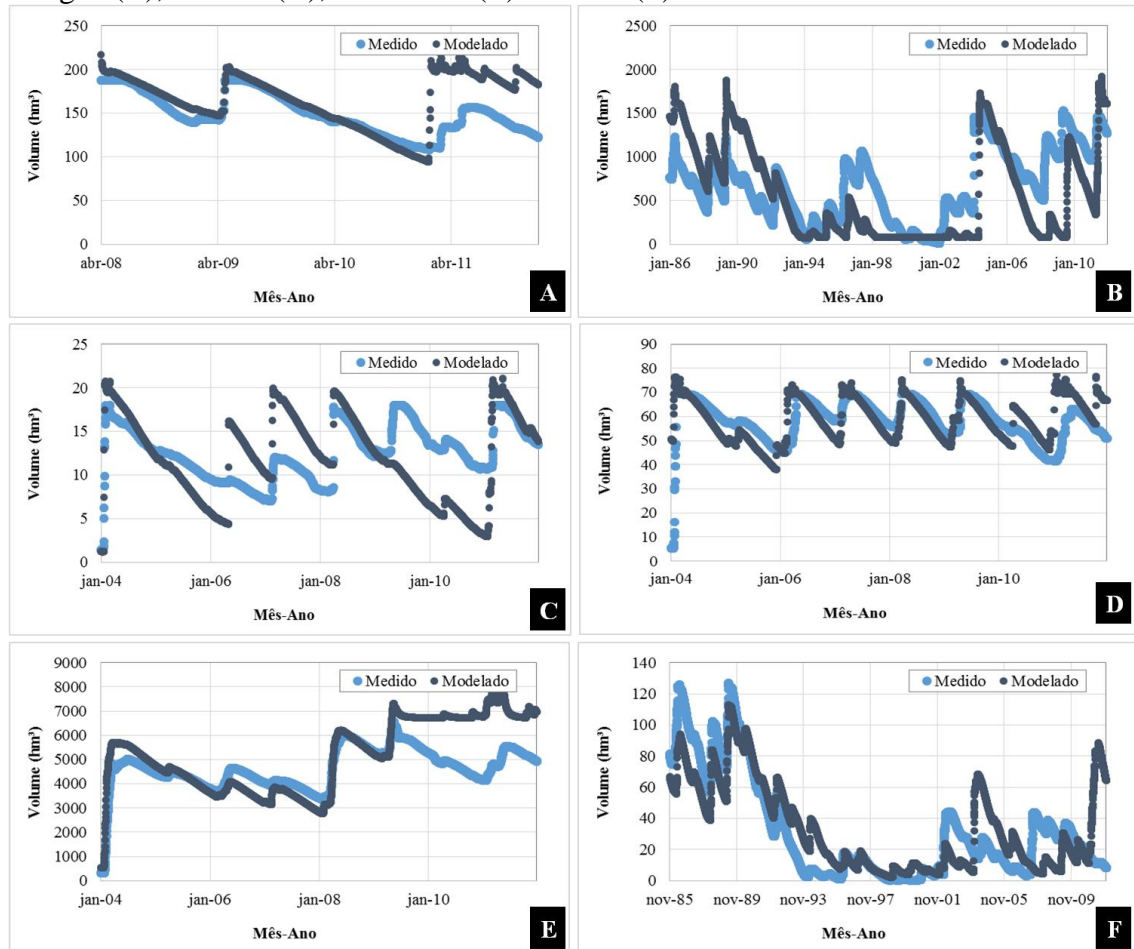 250
200
150
100
50
0
Volume (hm³)
Medido Modelado
abr-08 abr-09 abr-10 abr-11
Mês-Ano
A
2500
2000
1500
1000
500
0
Volume (hm³)
Medido Modelado
jan-86 jan-90 jan-94 jan-98 jan-02 jan-06 jan-10
Mês-Ano
B
25
20
15
10
5
0
Volume (hm³)
Medido Modelado
jan-04 jan-06 jan-08 jan-10
Mês-Ano
C
90
80
70
60
50
40
30
20
10
0
Volume (hm³)
Medido Modelado
jan-04 jan-06 jan-08 jan-10
Mês-Ano
D
9000
8000
7000
6000
5000
4000
3000
2000
1000
0
Volume (hm³)
Medido Modelado
jan-04 jan-06 jan-08 jan-10
Mês-Ano
E
140
120
100
80
60
40
20
0
Volume (hm³)
Medido Modelado
nov-85 nov-89 nov-93 nov-97 nov-01 nov-05 nov-09
Mês-Ano
F